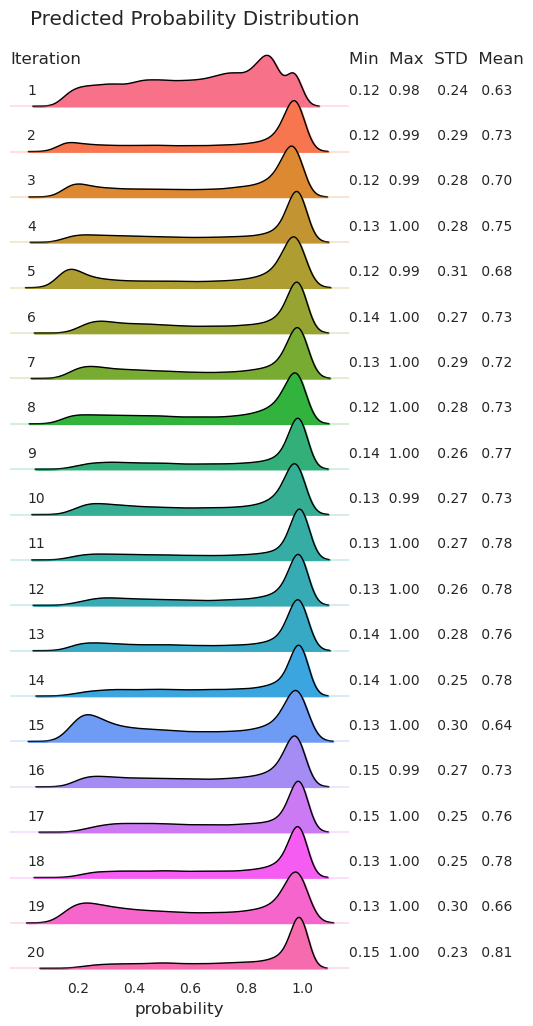 Predicted Probability Distribution
Iteration Min Max STD Mean
1 0.12 0.98 0.24 0.63
2 0.12 0.99 0.29 0.73
3 0.12 0.99 0.28 0.70
4 0.13 1.00 0.28 0.75
5 0.12 0.99 0.31 0.68
6 0.14 1.00 0.27 0.73
7 0.13 1.00 0.29 0.72
8 0.12 1.00 0.28 0.73
9 0.14 1.00 0.26 0.77
10 0.13 0.99 0.27 0.73
11 0.13 1.00 0.27 0.78
12 0.13 1.00 0.26 0.78
13 0.14 1.00 0.28 0.76
14 0.14 1.00 0.25 0.78
15 0.13 1.00 0.30 0.64
16 0.15 0.99 0.27 0.73
17 0.15 1.00 0.25 0.76
18 0.13 1.00 0.25 0.78
19 0.13 1.00 0.30 0.66
20 0.15 1.00 0.23 0.81
0.2 0.4 0.6 0.8 1.0
probability